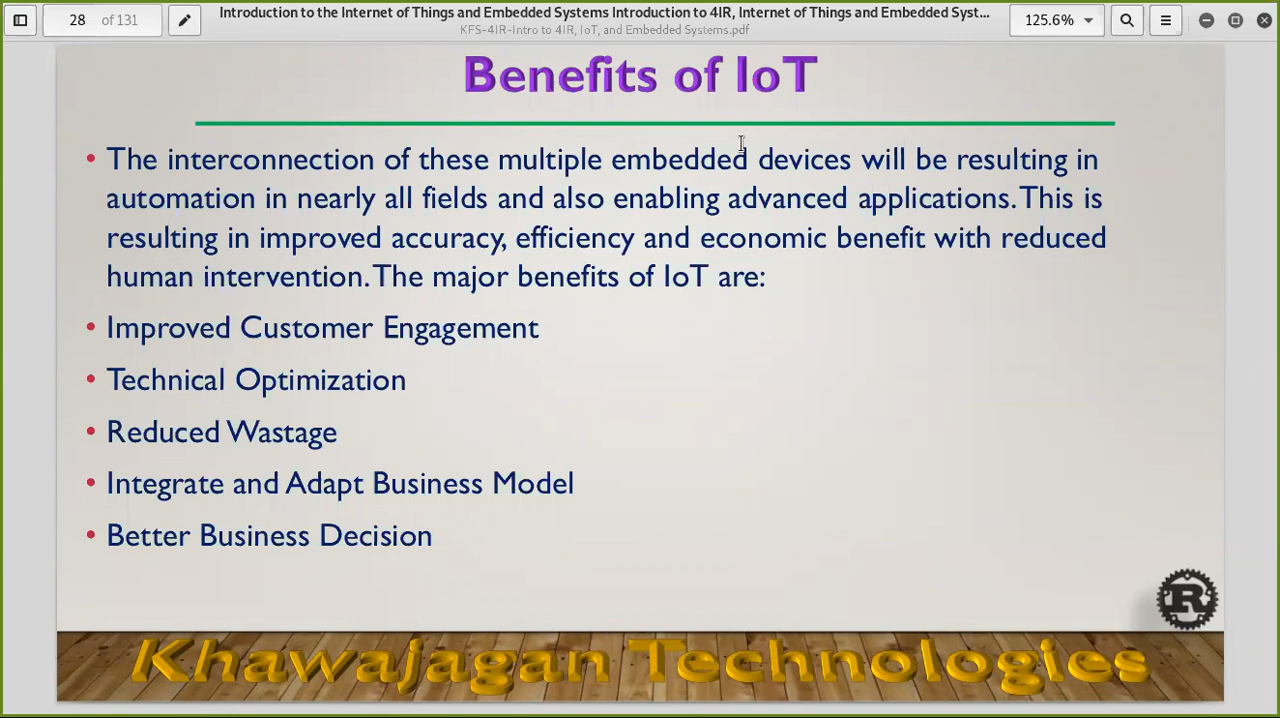 28 of 131
Introduction to the Internet of Things and Embedded Systems Introduction to 4IR, Internet of Things and Embedded Syst...
KFS-4IR-Intro to 4IR, IoT, and Embedded Systems.pdf
125.6%
Benefits of IoT
• The interconnection of these multiple embedded devices will be resulting in
automation in nearly all fields and also enabling advanced applications. This is
resulting in improved accuracy, efficiency and economic benefit with reduced
human intervention. The major benefits of IoT are:
• Improved Customer Engagement
• Technical Optimization
• Reduced Wastage
• Integrate and Adapt Business Model
• Better Business Decision
R
Khawajagan Technologies